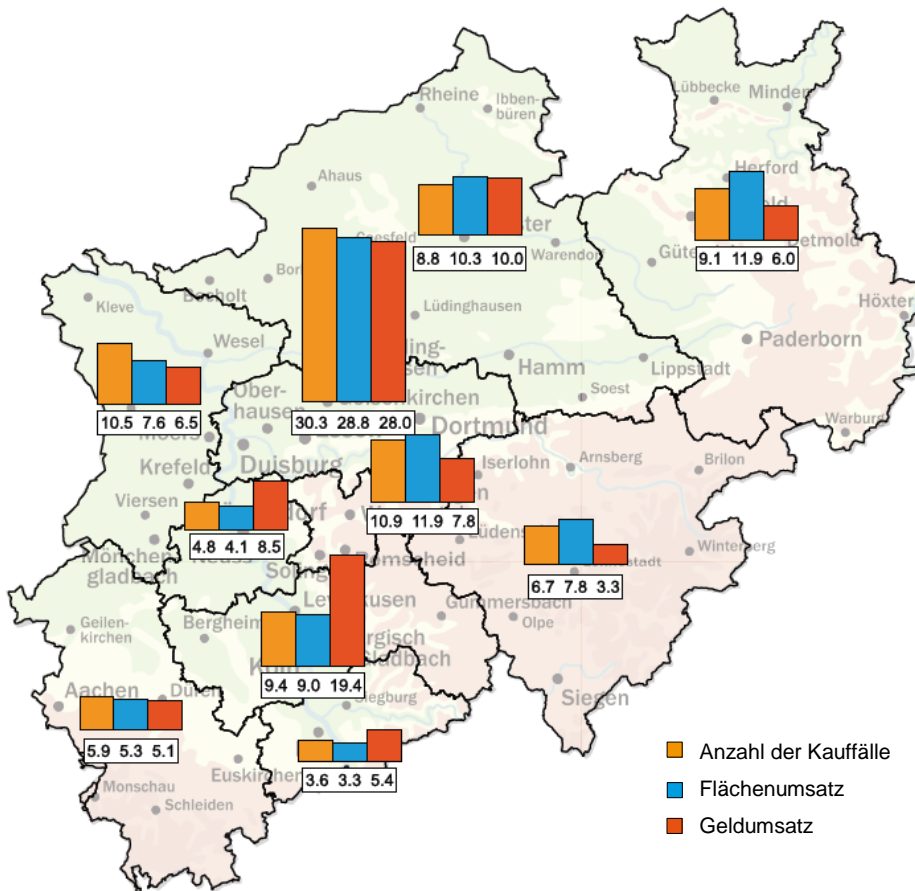 Rheine
Ibben-
büren
Lübbecke
Minden
Ahaus
Herford
8.8 10.3 10.0
Warendorf
9.1 11.9 6.0
Detmold
Kleve
Lüdinghausen
Höxter
Wesel
Paderborn
Hamm
Lippstadt
Ober-
hausen
Soest
10.5 7.6 6.5
30.3 28.8 28.0
Dortmund
Warburg
Duisburg
Krefeld
Iserlohn
Arnsberg
Brilon
Viersen
10.9 11.9 7.8
4.8 4.1 8.5
Winterberg
Mönchen-
gladbach
6.7 7.8 3.3
Geilen-
kirchen
Bergheim
Gummersbach
Olpe
9.4 9.0 19.4
Aachen
Düren
Siegburg
Siegen
5.9 5.3 5.1
Euskirchen
3.6 3.3 5.4
Monschau
Schleiden
Anzahl der Kauffälle
Flächenumsatz
Geldumsatz